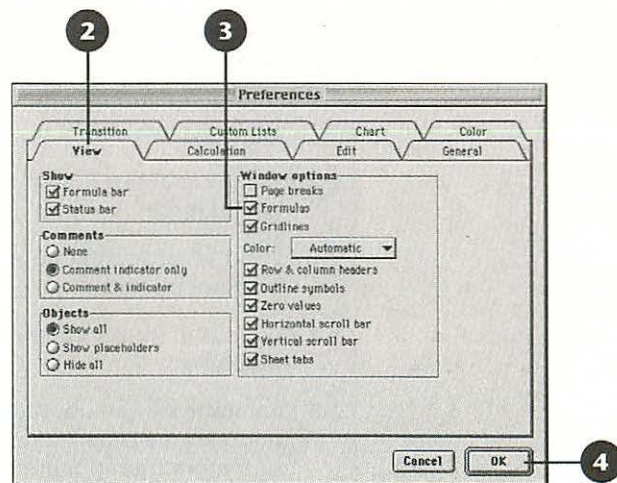 2
3
Preferences
Transition
Custom Lists
Chart
Color
View
Calculation
Edit
General
Show
Formula bar
Status bar
Comments
None
Comment indicator only
Comment & indicator
Objects
Show all
Show placeholders
Hide all
Window options
Page breaks
Formulas
Gridlines
Color: Automatic
Row & column headers
Outline symbols
Zero values
Horizontal scroll bar
Vertical scroll bar
Sheet tabs
Cancel
OK
4